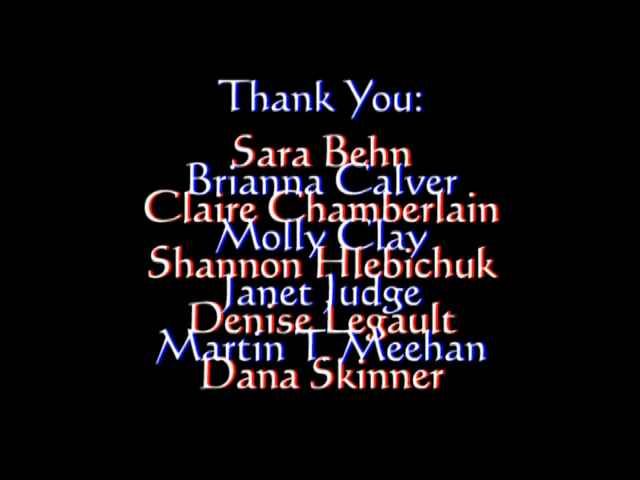 Thank You:
Sara Behn
Brianna Calver
Claire Chamberlain
Molly Clay
Shannon Hlebichuk
Janet Judge
Denise Legault
Martin T. Meehan
Dana Skinner